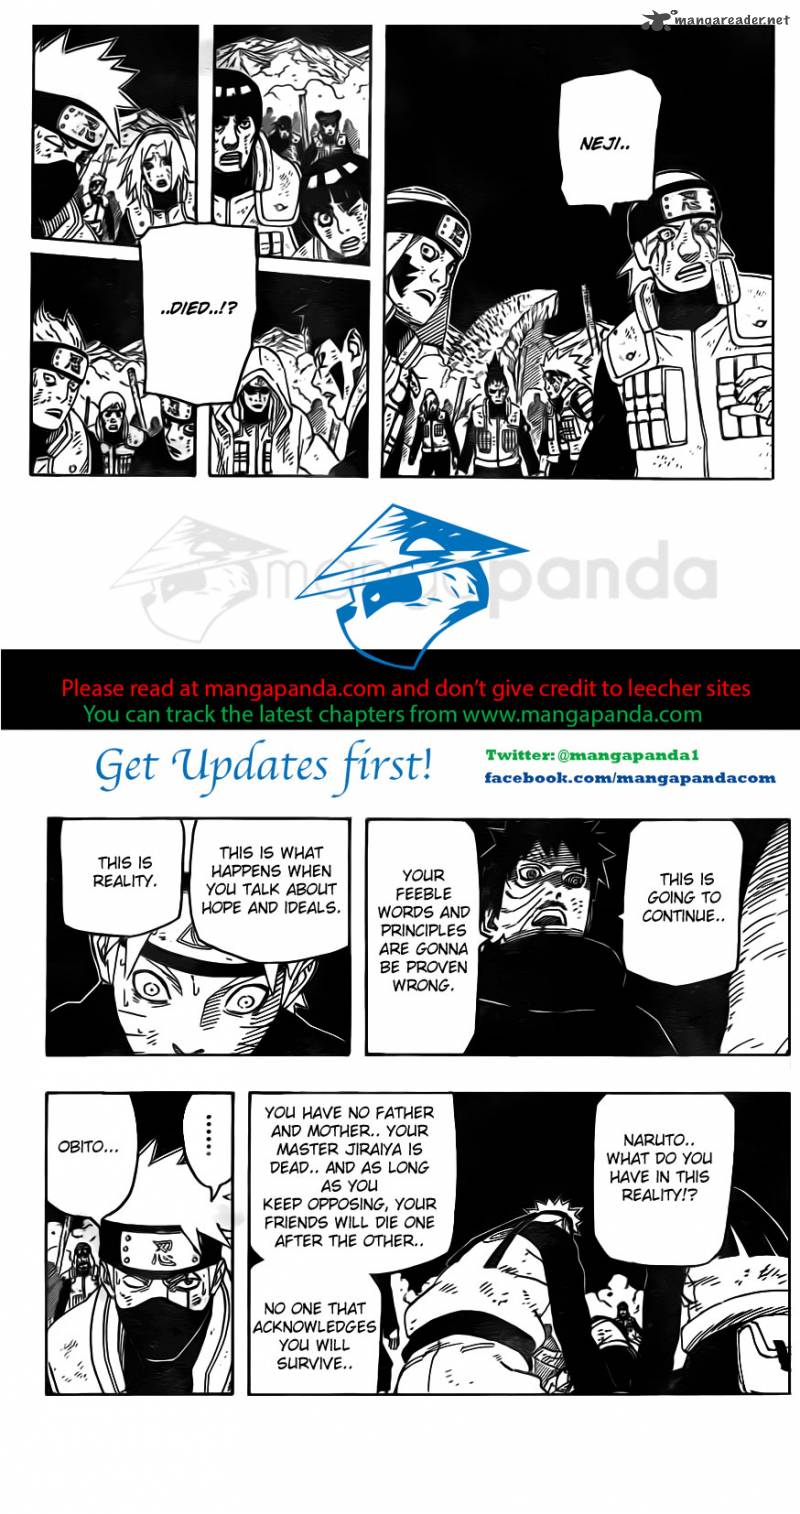 mangareader.net
NEJI..
..DIED..!?
mangapanda
Please read at mangapanda.com and don't give credit to leecher sites
You can track the latest chapters from www.mangapanda.com
Get Updates first!
Twitter: @mangapanda1
facebook.com/mangapandacom
THIS IS
GOING TO
CONTINUE..
YOUR
FEEBLE
WORDS AND
PRINCIPLES
ARE GONNA
BE PROVEN
WRONG.
THIS IS WHAT
HAPPENS WHEN
YOU TALK ABOUT
HOPE AND IDEALS.
THIS IS
REALITY.
NARUTO..
WHAT DO YOU
HAVE IN THIS
REALITY!?
YOU HAVE NO FATHER
AND MOTHER.. YOUR
MASTER JIRAIYA IS
DEAD.. AND AS LONG
AS YOU
KEEP OPPOSING, YOUR
FRIENDS WILL DIE ONE
AFTER THE OTHER..
NO ONE THAT
ACKNOWLEDGES
YOU WILL
SURVIVE..
......
OBITO...
忍